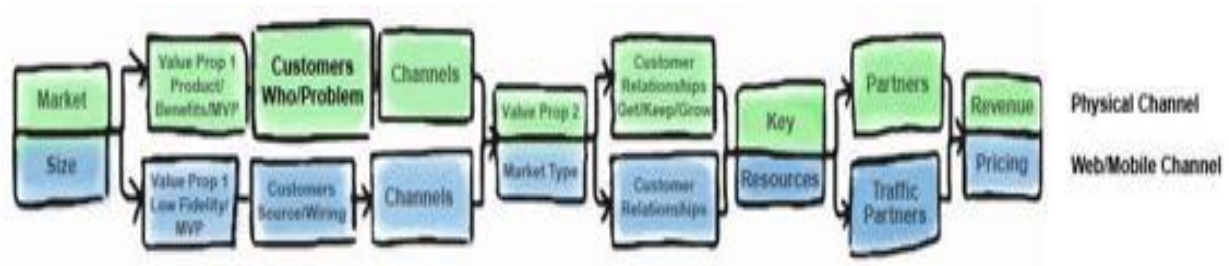 Market
Size
Value Prop 1
Product/
Benefits/MVP
Customers
Who/Problem
Channels
Value Prop 1
Low Fidelity/
MVP
Customers
Source/Wiring
Channels
Value Prop 2
Market Type
Customer
Relationships
Get/Keep/Grow
Customer
Relationships
Key
Resources
Partners
Traffic
Partners
Revenue
Pricing
Physical Channel
Web/Mobile Channel